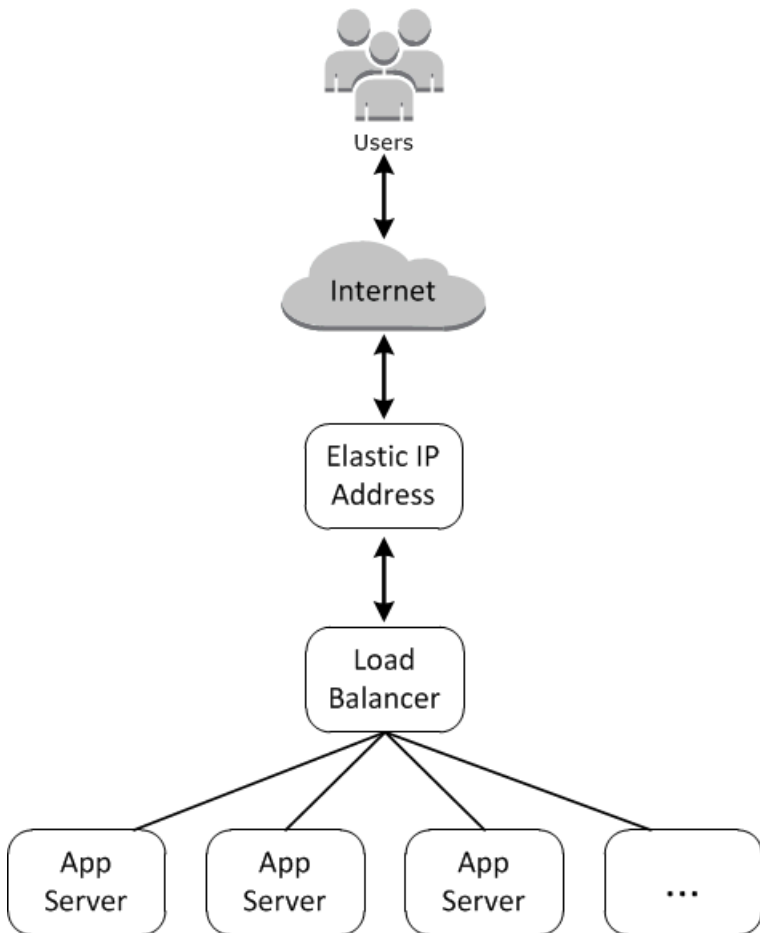 Users
Internet
Elastic IP
Address
Load
Balancer
App
Server
App
Server
App
Server
...